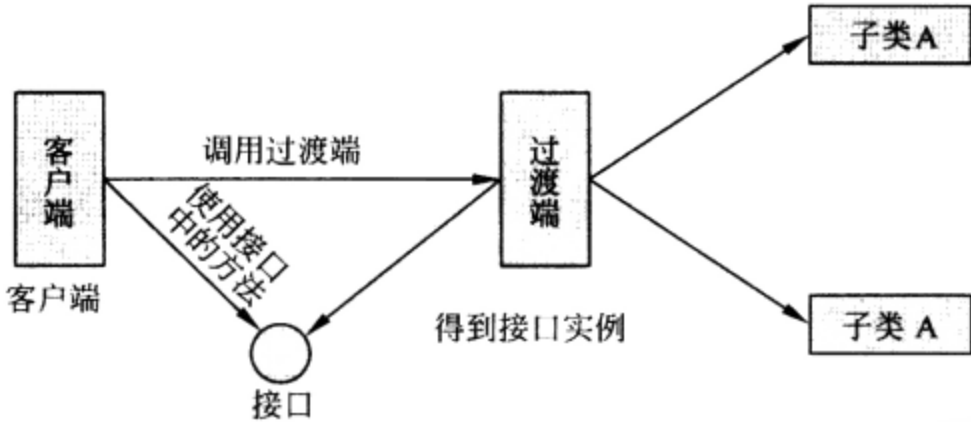 子类A
客户端
调用过渡端
过渡端
使用接口
中的方法
客户端
得到接口实例
子类 A
接口